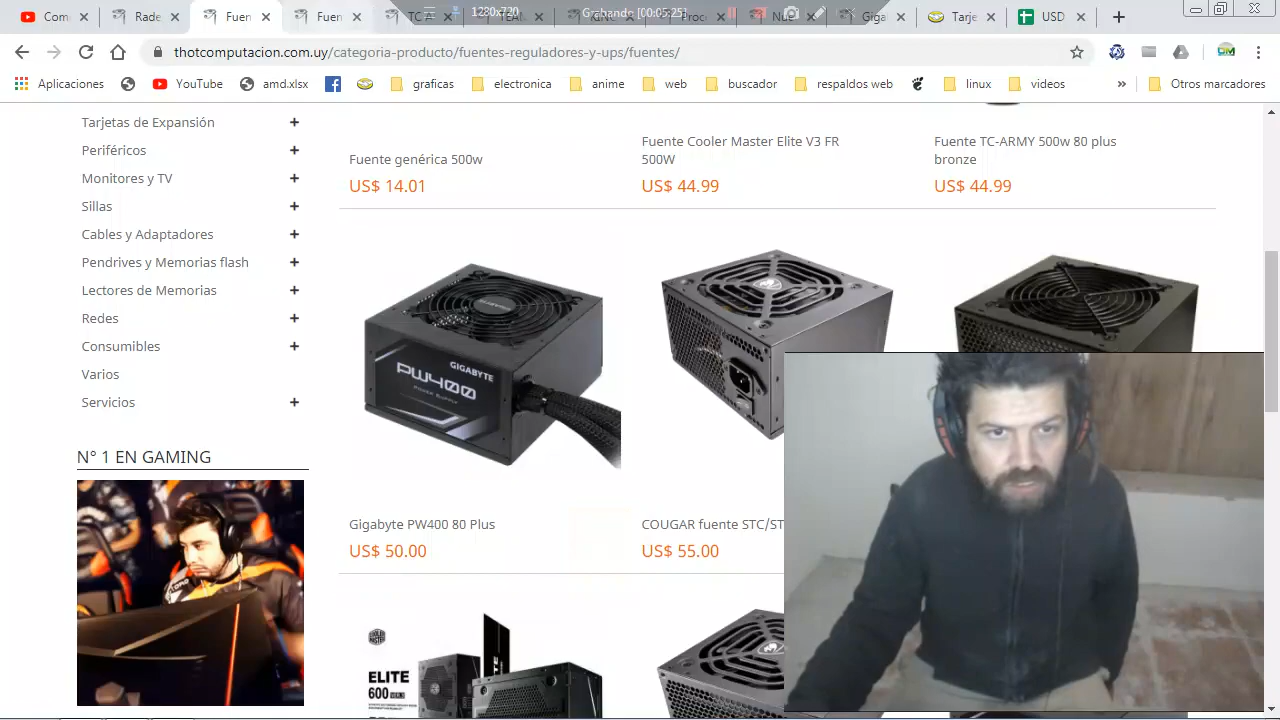 Com
Rade
Fuen
Fuen
TC
Proc
Nu
Giga
Tarje
USD
1280x720
Grabando [00:05:25]
thotcomputacion.com.uy/categoria-producto/fuentes-reguladores-y-ups/fuentes/
Aplicaciones
YouTube
amd.xlsx
graficas
electronica
anime
web
buscador
respaldos web
linux
videos
»
Otros marcadores
Tarjetas de Expansión +
Periféricos +
Monitores y TV +
Sillas +
Cables y Adaptadores +
Pendrives y Memorias flash +
Lectores de Memorias +
Redes +
Consumibles +
Varios
Servicios +
N° 1 EN GAMING
Fuente genérica 500w
US$ 14.01
Fuente Cooler Master Elite V3 FR
500W
US$ 44.99
Fuente TC-ARMY 500w 80 plus
bronze
US$ 44.99
GIGABYTE
PW400
POWER SUPPLY
Gigabyte PW400 80 Plus
US$ 50.00
COUGAR fuente STC/ST
US$ 55.00
COOLER
MASTER
ELITE
600